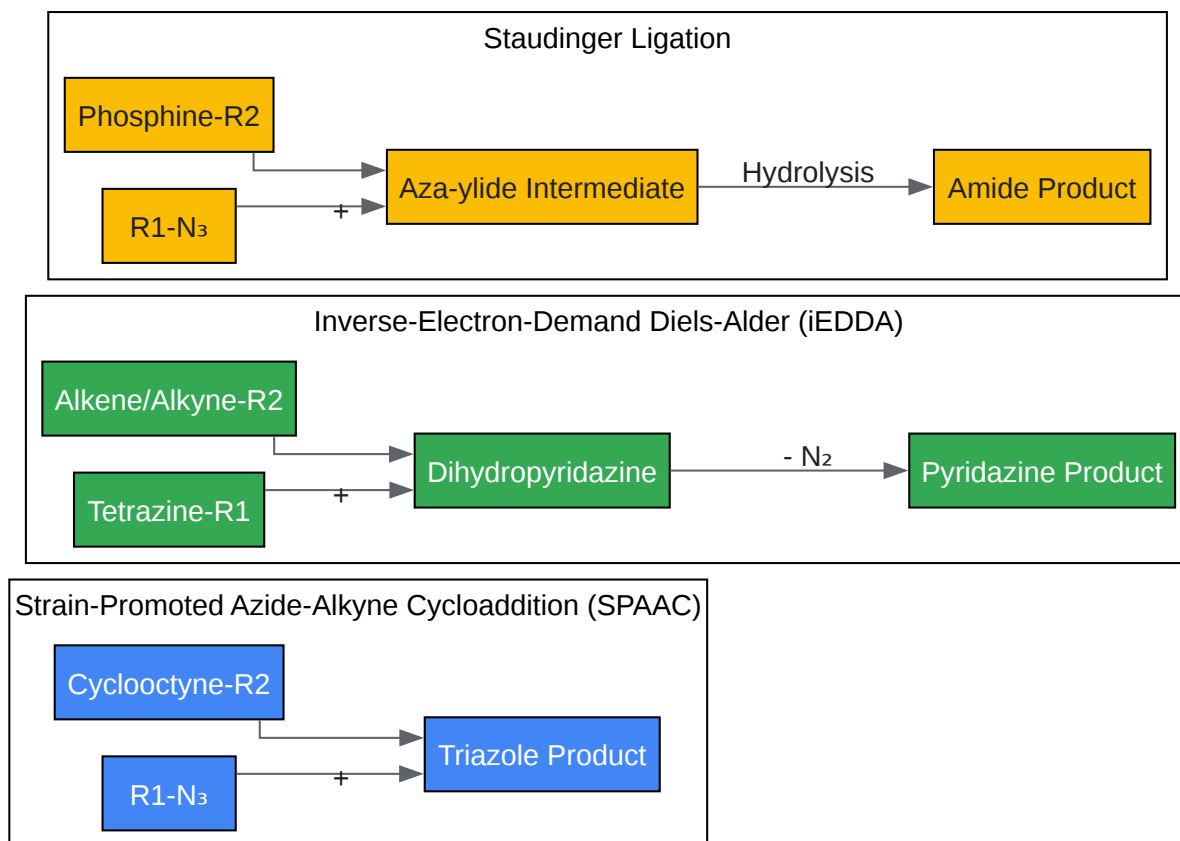 Staudinger Ligation
Phosphine-R2
R1-N₃
+
Aza-ylide Intermediate
Hydrolysis
Amide Product
Inverse-Electron-Demand Diels-Alder (iEDDA)
Alkene/Alkyne-R2
Tetrazine-R1
+
Dihydropyridazine
- N₂
Pyridazine Product
Strain-Promoted Azide-Alkyne Cycloaddition (SPAAC)
Cyclooctyne-R2
R1-N₃
+
Triazole Product